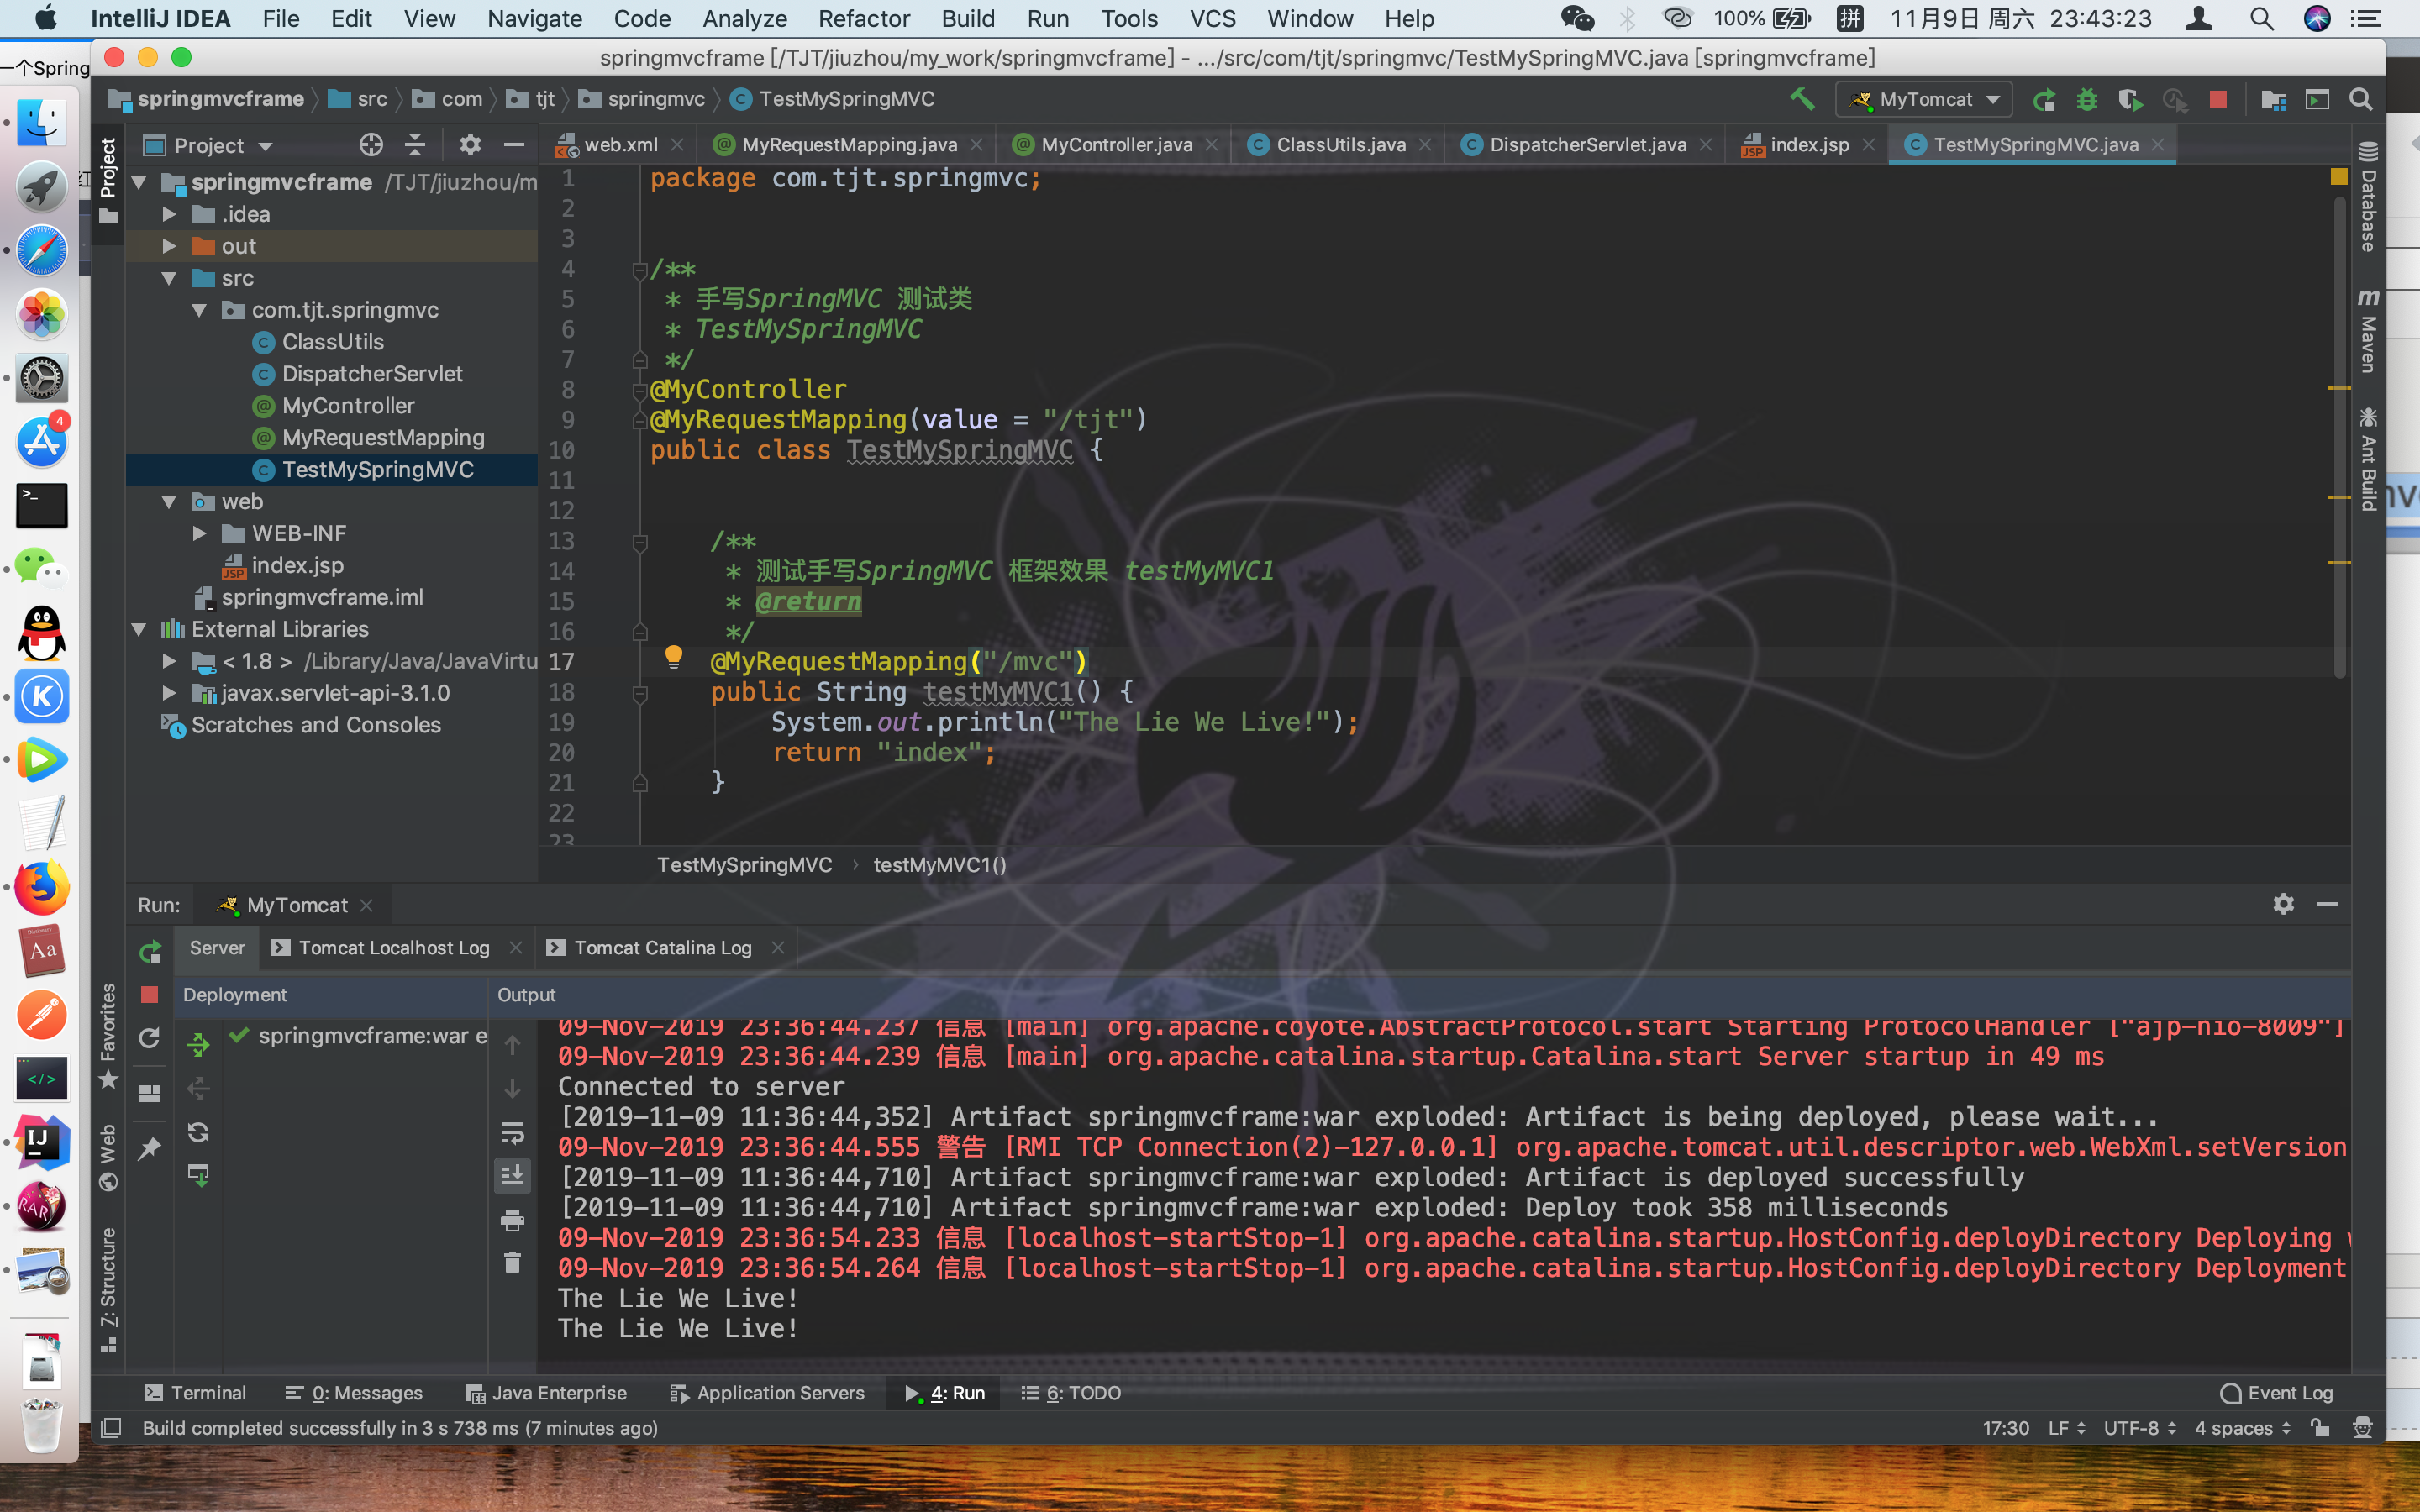 IntelliJ IDEA File Edit View Navigate Code Analyze Refactor Build Run Tools VCS Window Help 100% 拼 11月9日 周六 23:43:23
一个Spring
springmvcframe [/TJT/jiuzhou/my_work/springmvcframe] - .../src/com/tjt/springmvc/TestMySpringMVC.java [springmvcframe]
springmvcframe src com tjt springmvc TestMySpringMVC MyTomcat
Project
web.xml MyRequestMapping.java MyController.java ClassUtils.java DispatcherServlet.java index.jsp TestMySpringMVC.java
Project
springmvcframe /TJT/jiuzhou/m
.idea
out
src
com.tjt.springmvc
ClassUtils
DispatcherServlet
MyController
MyRequestMapping
TestMySpringMVC
web
WEB-INF
index.jsp
springmvcframe.iml
External Libraries
< 1.8 > /Library/Java/JavaVirtu
javax.servlet-api-3.1.0
Scratches and Consoles
1 package com.tjt.springmvc;
2
3
4 /**
5 * 手写SpringMVC 测试类
6 * TestMySpringMVC
7 */
8 @MyController
9 @MyRequestMapping(value = "/tjt")
10 public class TestMySpringMVC {
11
12
13 /**
14 * 测试手写SpringMVC 框架效果 testMyMVC1
15 * @return
16 */
17 @MyRequestMapping("/mvc")
18 public String testMyMVC1() {
19 System.out.println("The Lie We Live!");
20 return "index";
21 }
22
23
TestMySpringMVC › testMyMVC1()
Database
Maven
Ant Build
Run: MyTomcat
Server Tomcat Localhost Log Tomcat Catalina Log
Deployment Output
springmvcframe:war e
09-Nov-2019 23:36:44.237 信息 [main] org.apache.coyote.AbstractProtocol.start Starting ProtocolHandler ["ajp-nio-8009"]
09-Nov-2019 23:36:44.239 信息 [main] org.apache.catalina.startup.Catalina.start Server startup in 49 ms
Connected to server
[2019-11-09 11:36:44,352] Artifact springmvcframe:war exploded: Artifact is being deployed, please wait...
09-Nov-2019 23:36:44.555 警告 [RMI TCP Connection(2)-127.0.0.1] org.apache.tomcat.util.descriptor.web.WebXml.setVersion
[2019-11-09 11:36:44,710] Artifact springmvcframe:war exploded: Artifact is deployed successfully
[2019-11-09 11:36:44,710] Artifact springmvcframe:war exploded: Deploy took 358 milliseconds
09-Nov-2019 23:36:54.233 信息 [localhost-startStop-1] org.apache.catalina.startup.HostConfig.deployDirectory Deploying
09-Nov-2019 23:36:54.264 信息 [localhost-startStop-1] org.apache.catalina.startup.HostConfig.deployDirectory Deployment
The Lie We Live!
The Lie We Live!
Favorites
Web
Z: Structure
Terminal 0: Messages Java Enterprise Application Servers 4: Run 6: TODO Event Log
Build completed successfully in 3 s 738 ms (7 minutes ago) 17:30 LF UTF-8 4 spaces